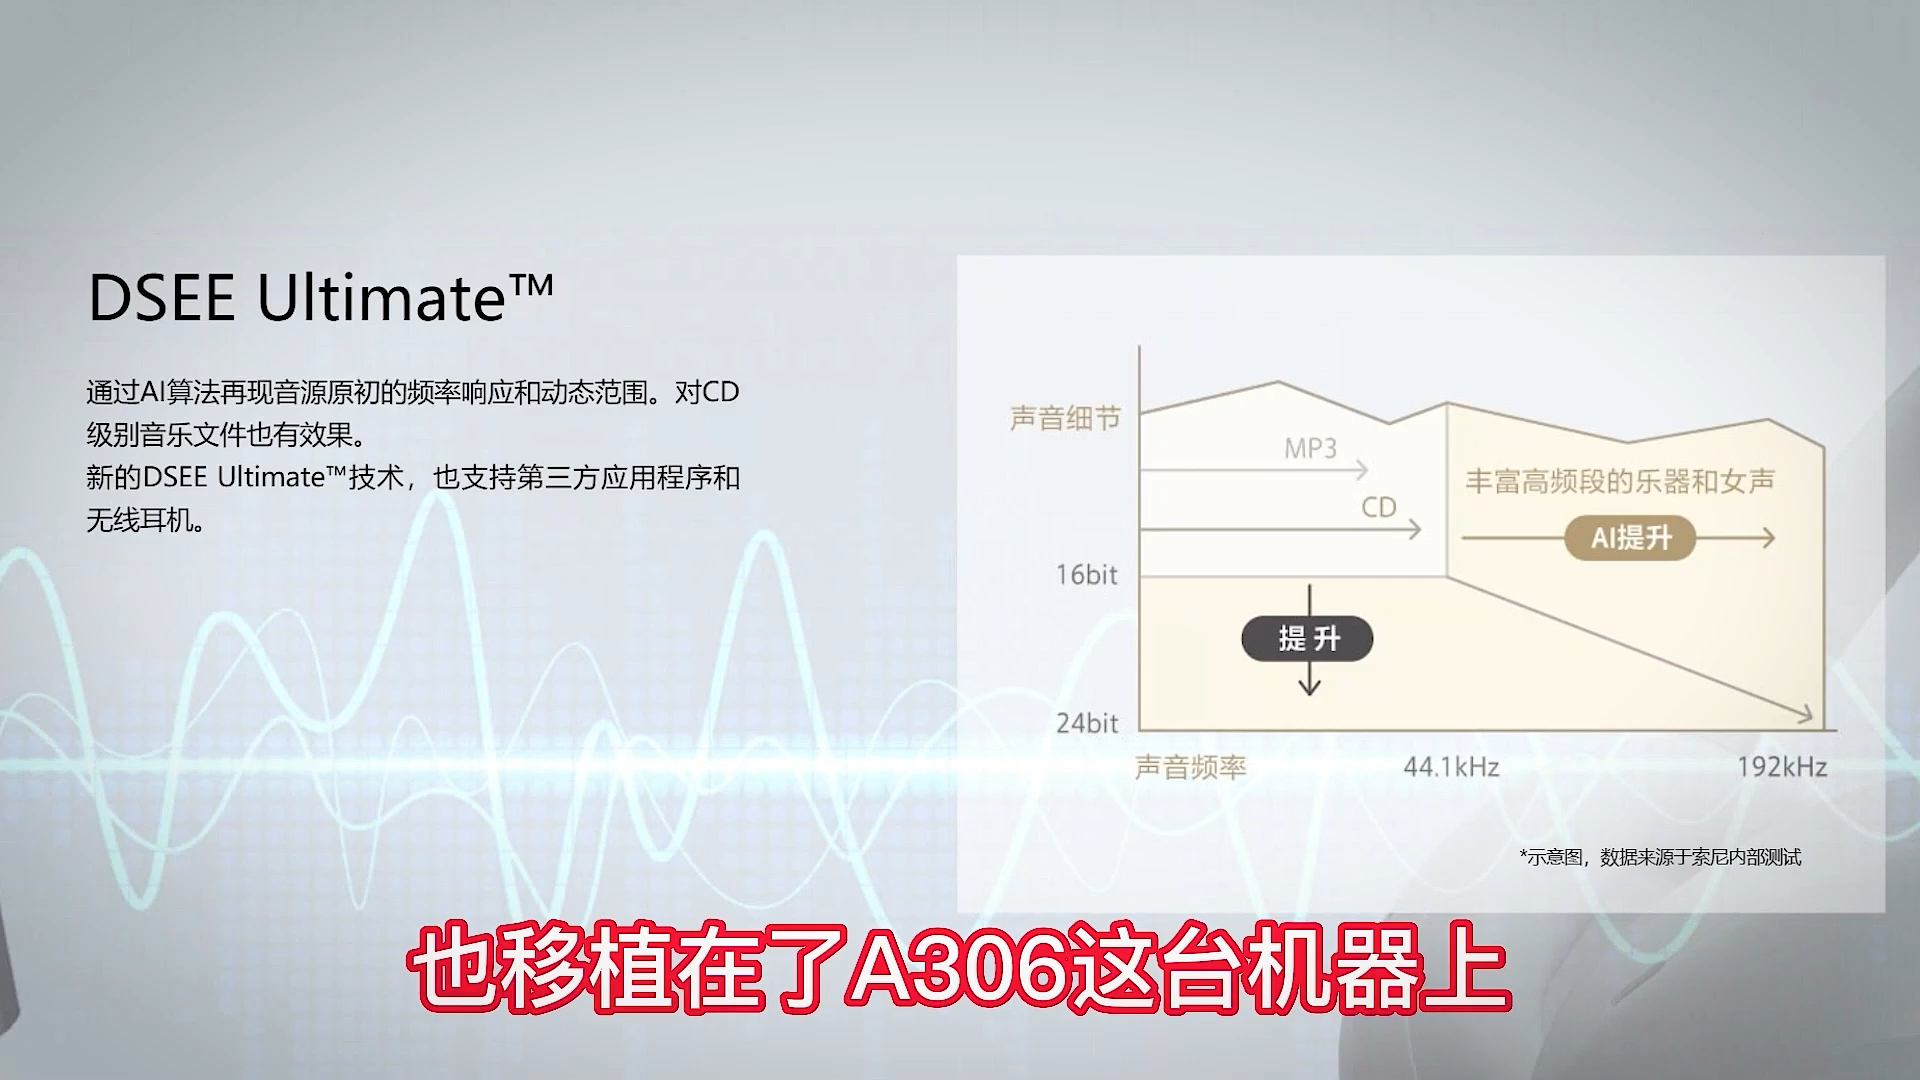 DSEE Ultimate™
通过AI算法再现音源原初的频率响应和动态范围。对CD
级别音乐文件也有效果。
新的DSEE Ultimate™技术，也支持第三方应用程序和
无线耳机。
声音细节
MP3
CD
丰富高频段的乐器和女声
AI提升
16bit
提升
24bit
声音频率
44.1kHz
192kHz
*示意图，数据来源于索尼内部测试
也移植在了A306这台机器上